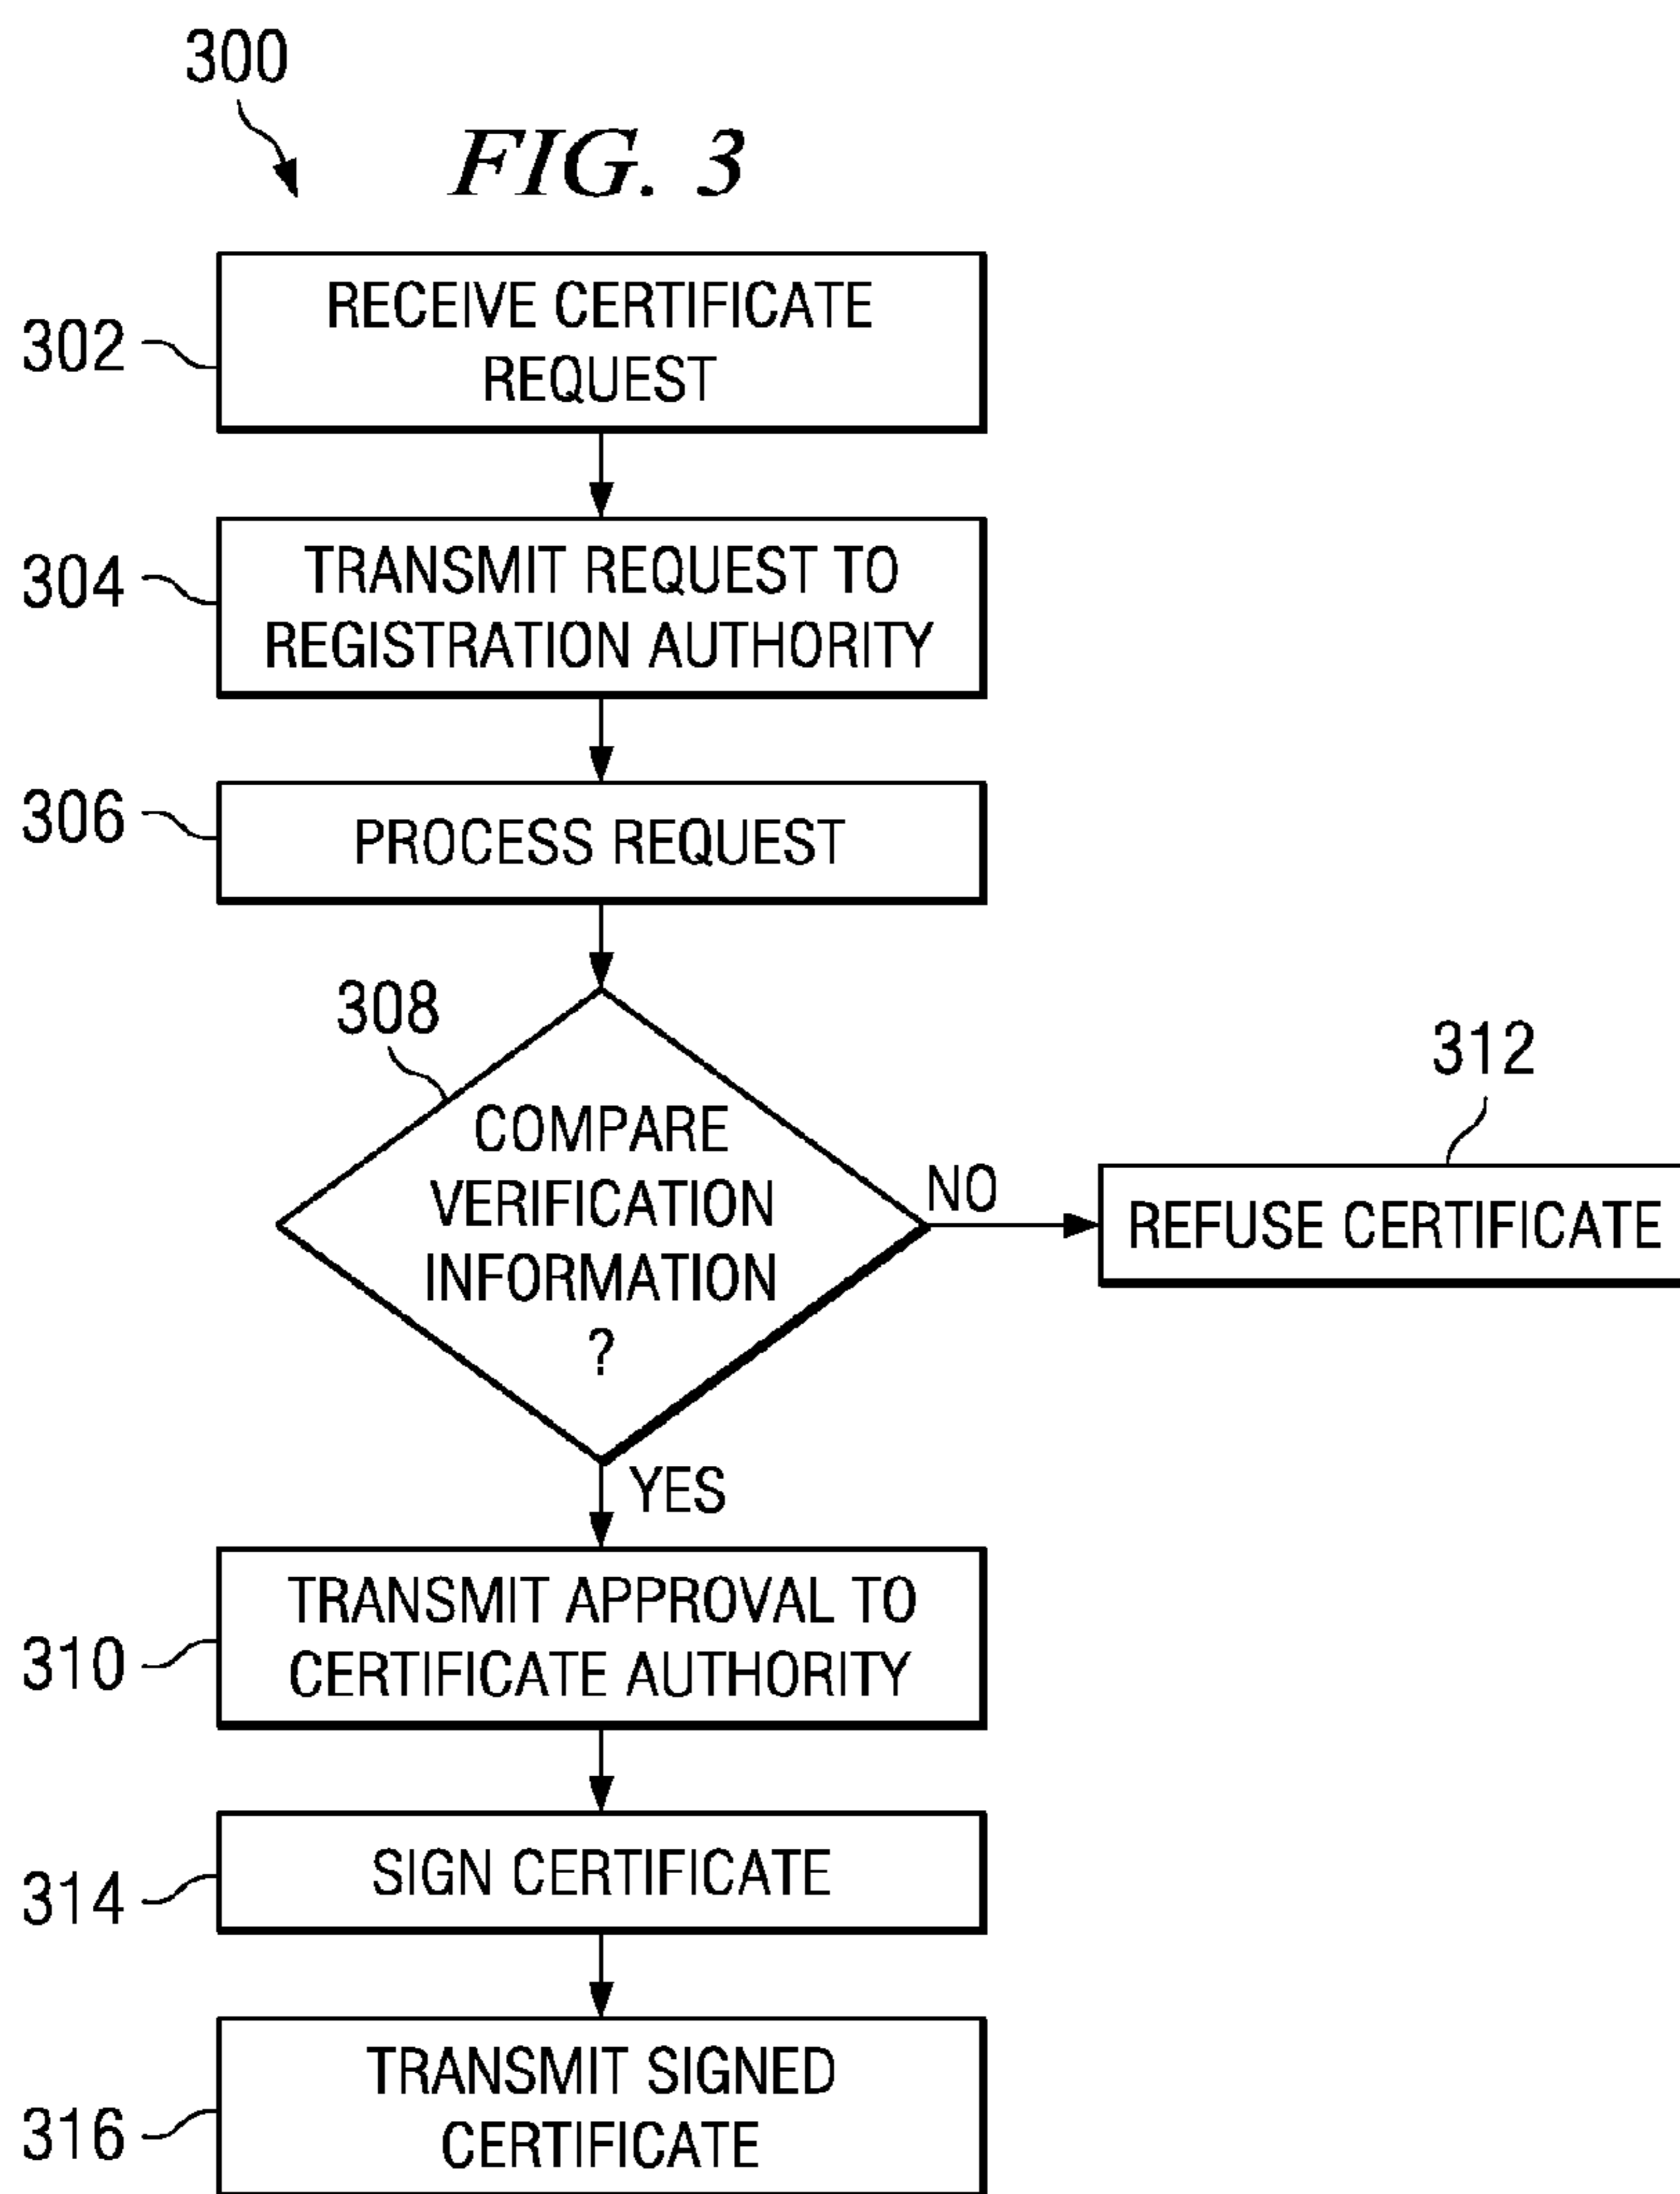 300
FIG. 3
302
RECEIVE CERTIFICATE
REQUEST
304
TRANSMIT REQUEST TO
REGISTRATION AUTHORITY
306
PROCESS REQUEST
308
COMPARE
VERIFICATION
INFORMATION
?
NO
312
REFUSE CERTIFICATE
YES
310
TRANSMIT APPROVAL TO
CERTIFICATE AUTHORITY
314
SIGN CERTIFICATE
316
TRANSMIT SIGNED
CERTIFICATE